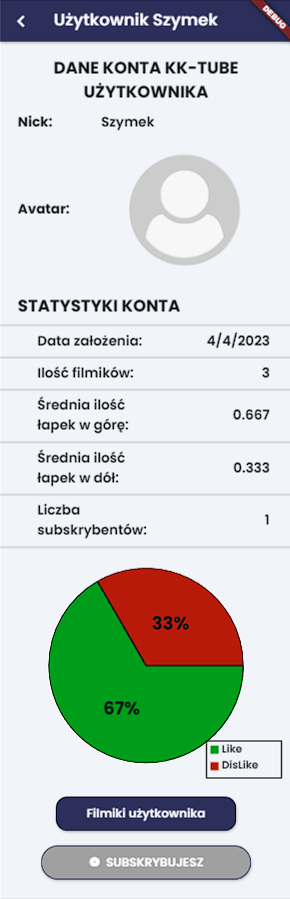 Użytkownik Szymek
DEBUG
DANE KONTA KK-TUBE
UŻYTKOWNIKA
Nick: Szymek
Avatar:
STATYSTYKI KONTA
Data założenia: 4/4/2023
Ilość filmików: 3
Średnia ilość
łapek w górę: 0.667
Średnia ilość
łapek w dół: 0.333
Liczba
subskrybentów: 1
33%
67%
Like
DisLike
Filmiki użytkownika
SUBSKRYBUJESZ